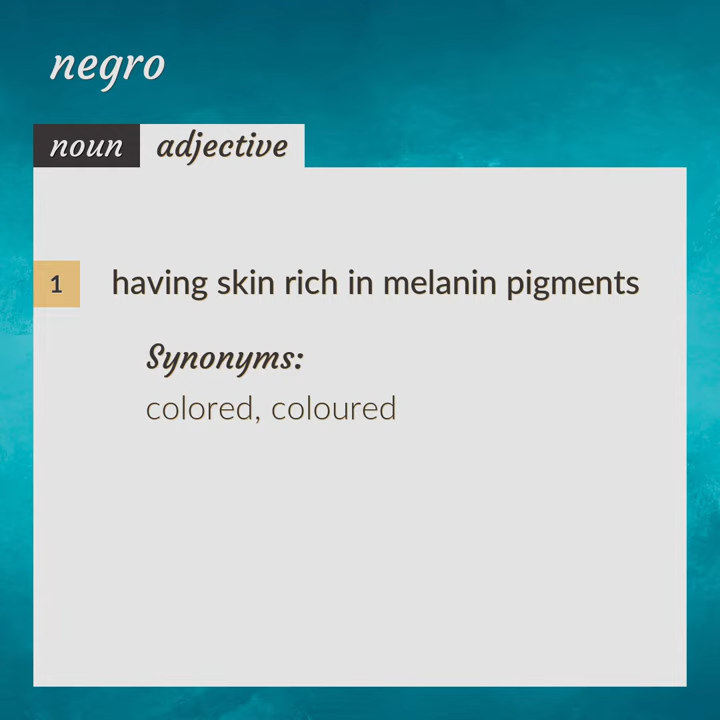 negro
noun adjective
1 having skin rich in melanin pigments
Synonyms:
colored, coloured